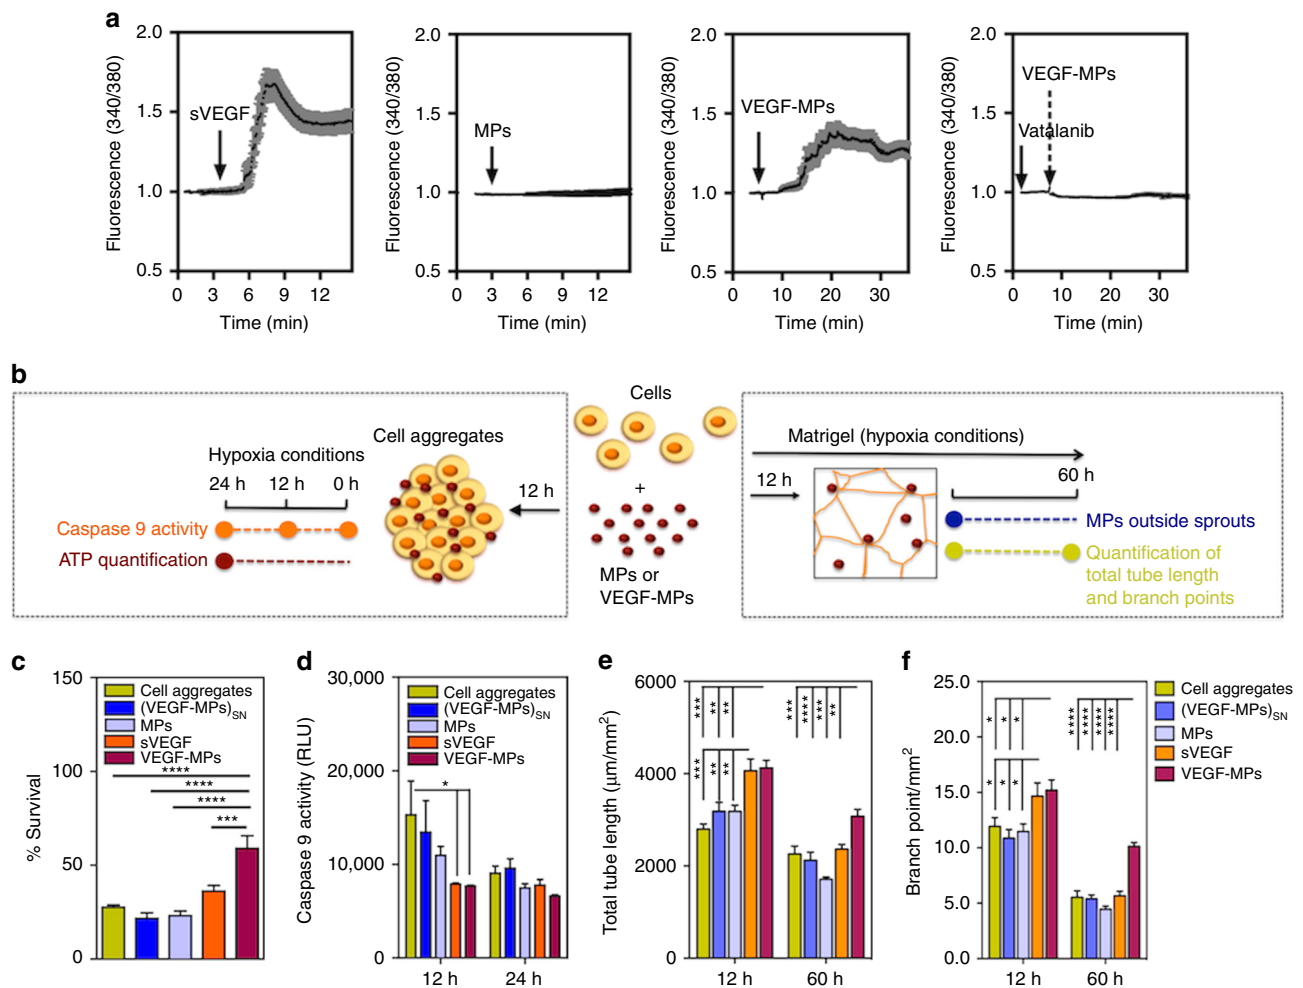 a
2.0
1.5
1.0
0.5
Fluorescence (340/380)
sVEGF
0 3 6 9 12
Time (min)
2.0
1.5
1.0
0.5
Fluorescence (340/380)
MPs
0 3 6 9 12
Time (min)
2.0
1.5
1.0
0.5
Fluorescence (340/380)
VEGF-MPs
0 10 20 30
Time (min)
2.0
1.5
1.0
0.5
Fluorescence (340/380)
VEGF-MPs
Vatalanib
0 10 20 30
Time (min)
b
Hypoxia conditions
24 h 12 h 0 h
Caspase 9 activity
ATP quantification
Cell aggregates
12 h
Cells
+
MPs or
VEGF-MPs
Matrigel (hypoxia conditions)
12 h
60 h
MPs outside sprouts
Quantification of
total tube length
and branch points
c
150
100
50
0
% Survival
Cell aggregates
(VEGF-MPs)SN
MPs
sVEGF
VEGF-MPs
****
****
****
***
d
30,000
20,000
10,000
0
Caspase 9 activity (RLU)
Cell aggregates
(VEGF-MPs)SN
MPs
sVEGF
VEGF-MPs
*
12 h 24 h
e
6000
4000
2000
0
Total tube length (µm/mm2)
*** ** **
*** ** **
*** **** *** **
12 h 60 h
f
25.0
20.0
15.0
10.0
5.0
0.0
Branch point/mm2
* * *
* * *
**** **** **** ****
12 h 60 h
Cell aggregates
(VEGF-MPs)SN
MPs
sVEGF
VEGF-MPs